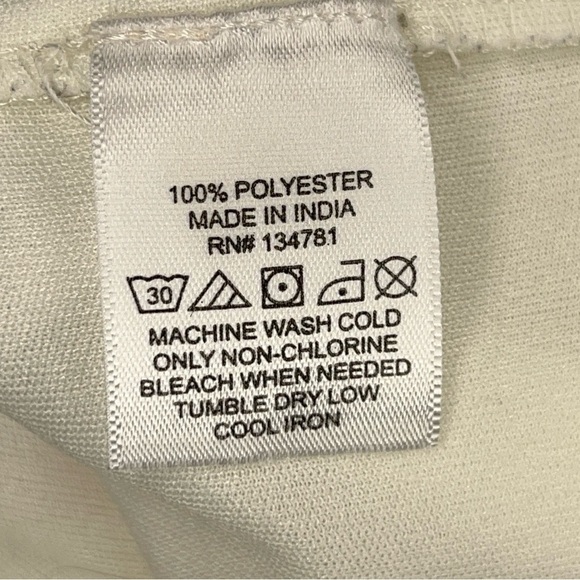 100% POLYESTER
MADE IN INDIA
RN# 134781
30
MACHINE WASH COLD
ONLY NON-CHLORINE
BLEACH WHEN NEEDED
TUMBLE DRY LOW
COOL IRON